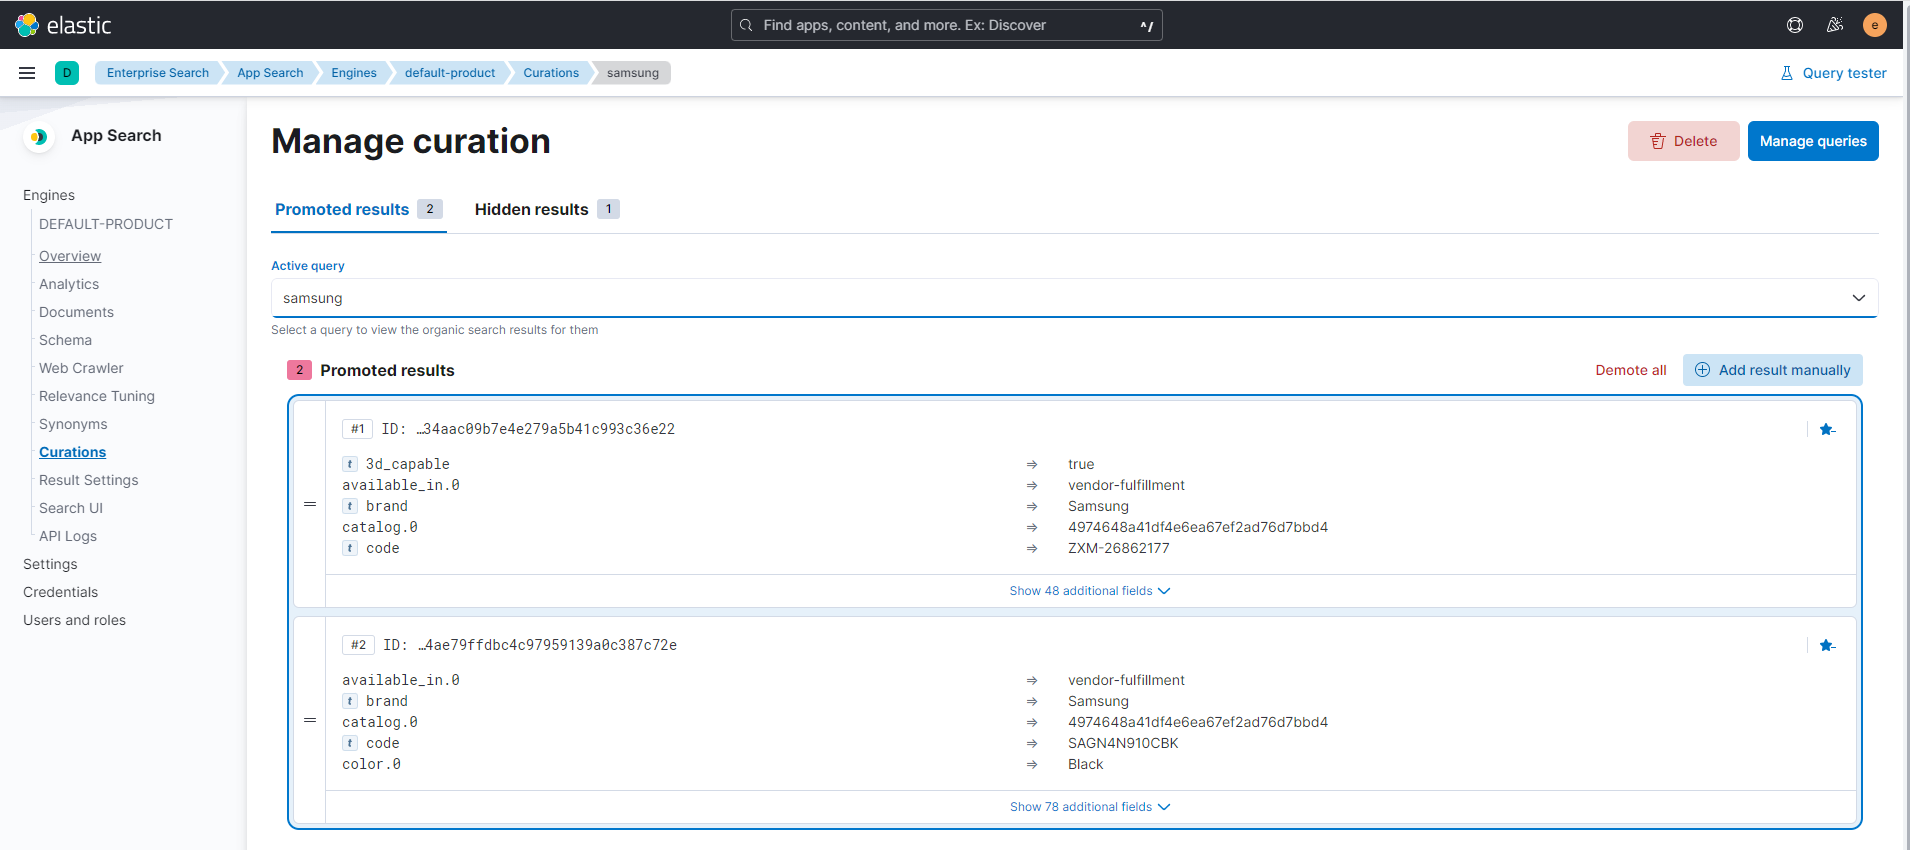 elastic
Find apps, content, and more. Ex: Discover ^/
e
D Enterprise Search App Search Engines default-product Curations samsung
Query tester
App Search
Engines
DEFAULT-PRODUCT
Overview
Analytics
Documents
Schema
Web Crawler
Relevance Tuning
Synonyms
Curations
Result Settings
Search UI
API Logs
Settings
Credentials
Users and roles
Manage curation
Delete
Manage queries
Promoted results 2 Hidden results 1
Active query
samsung
Select a query to view the organic search results for them
2 Promoted results
Demote all
Add result manually
#1 ID: …34aac09b7e4e279a5b41c993c36e22
t 3d_capable ⇒ true
available_in.0 ⇒ vendor-fulfillment
t brand ⇒ Samsung
catalog.0 ⇒ 4974648a41df4e6ea67ef2ad76d7bbd4
t code ⇒ ZXM-26862177
Show 48 additional fields
#2 ID: …4ae79ffdbc4c97959139a0c387c72e
available_in.0 ⇒ vendor-fulfillment
t brand ⇒ Samsung
catalog.0 ⇒ 4974648a41df4e6ea67ef2ad76d7bbd4
t code ⇒ SAGN4N910CBK
color.0 ⇒ Black
Show 78 additional fields